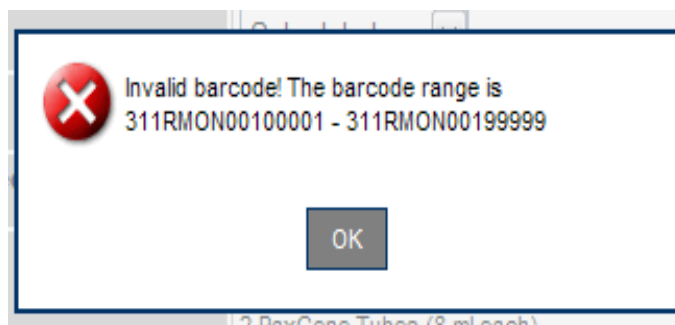 Invalid barcode! The barcode range is
311RMON00100001 - 311RMON00199999
OK
2 PaxGene Tubes (8 ml each)